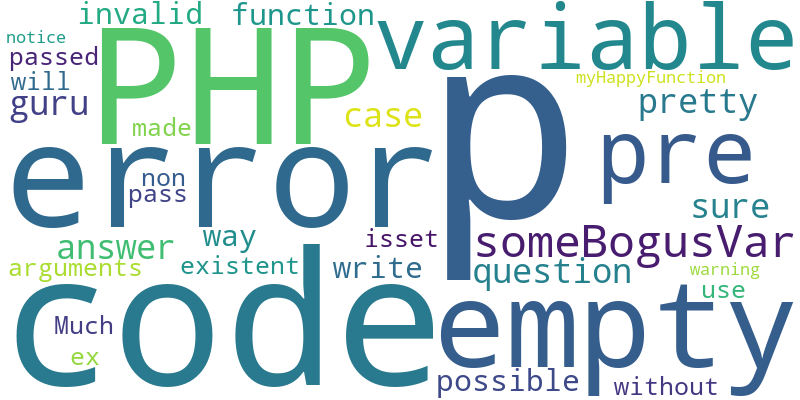 invalid function variable
notice
passed PHP myHappyFunction
will
guru case pretty
made
error p pre
non
pass
sure
answer way isset someBogusVar
arguments existent write question warning
use
code empty
Much
ex
possible without